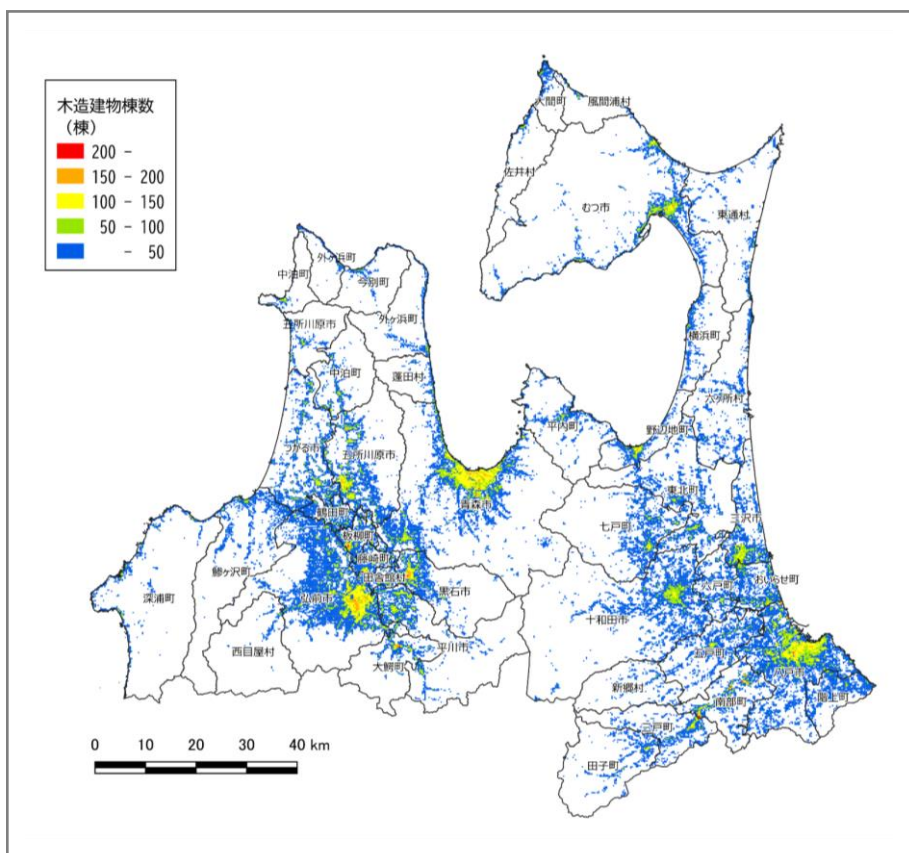 木造建物棟数
（棟）
200 -
150 - 200
100 - 150
50 - 100
- 50
大間町
風間浦村
佐井村
むつ市
東通村
外ヶ浜町
中泊町
今別町
外ヶ浜町
五所川原市
横浜町
中泊町
蓬田村
六ヶ所村
平内町
野辺地町
つがる市
五所川原市
東北町
青森市
鶴田町
七戸町
三沢市
板柳町
藤崎町
田舎館村
六戸町
おいらせ町
鰺ヶ沢町
深浦町
弘前市
黒石市
十和田市
西目屋村
平川市
五戸町
八戸市
大鰐町
新郷村
南部町
階上町
三戸町
田子町
0 10 20 30 40 km